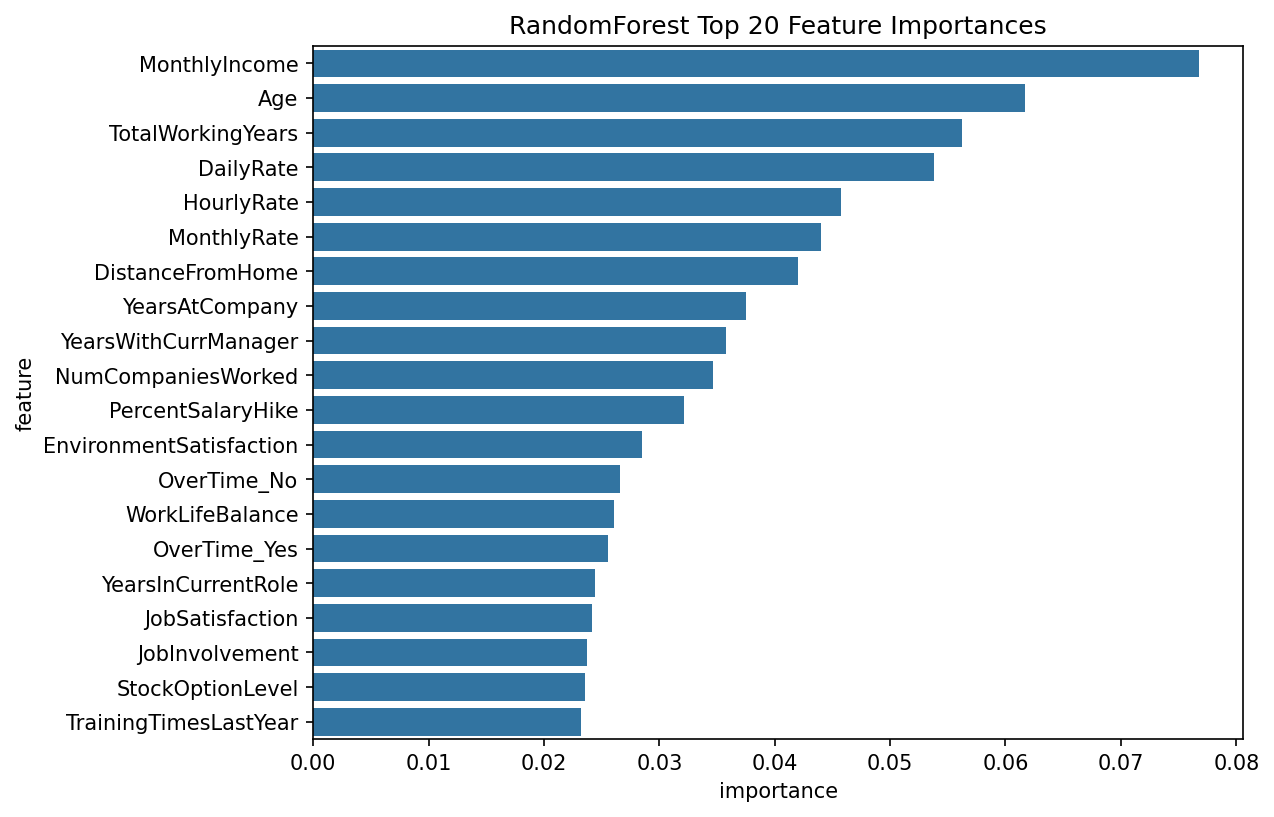 RandomForest Top 20 Feature Importances
MonthlyIncome
Age
TotalWorkingYears
DailyRate
HourlyRate
MonthlyRate
DistanceFromHome
YearsAtCompany
YearsWithCurrManager
NumCompaniesWorked
PercentSalaryHike
EnvironmentSatisfaction
OverTime_No
WorkLifeBalance
OverTime_Yes
YearsInCurrentRole
JobSatisfaction
JobInvolvement
StockOptionLevel
TrainingTimesLastYear
feature
0.00 0.01 0.02 0.03 0.04 0.05 0.06 0.07 0.08
importance